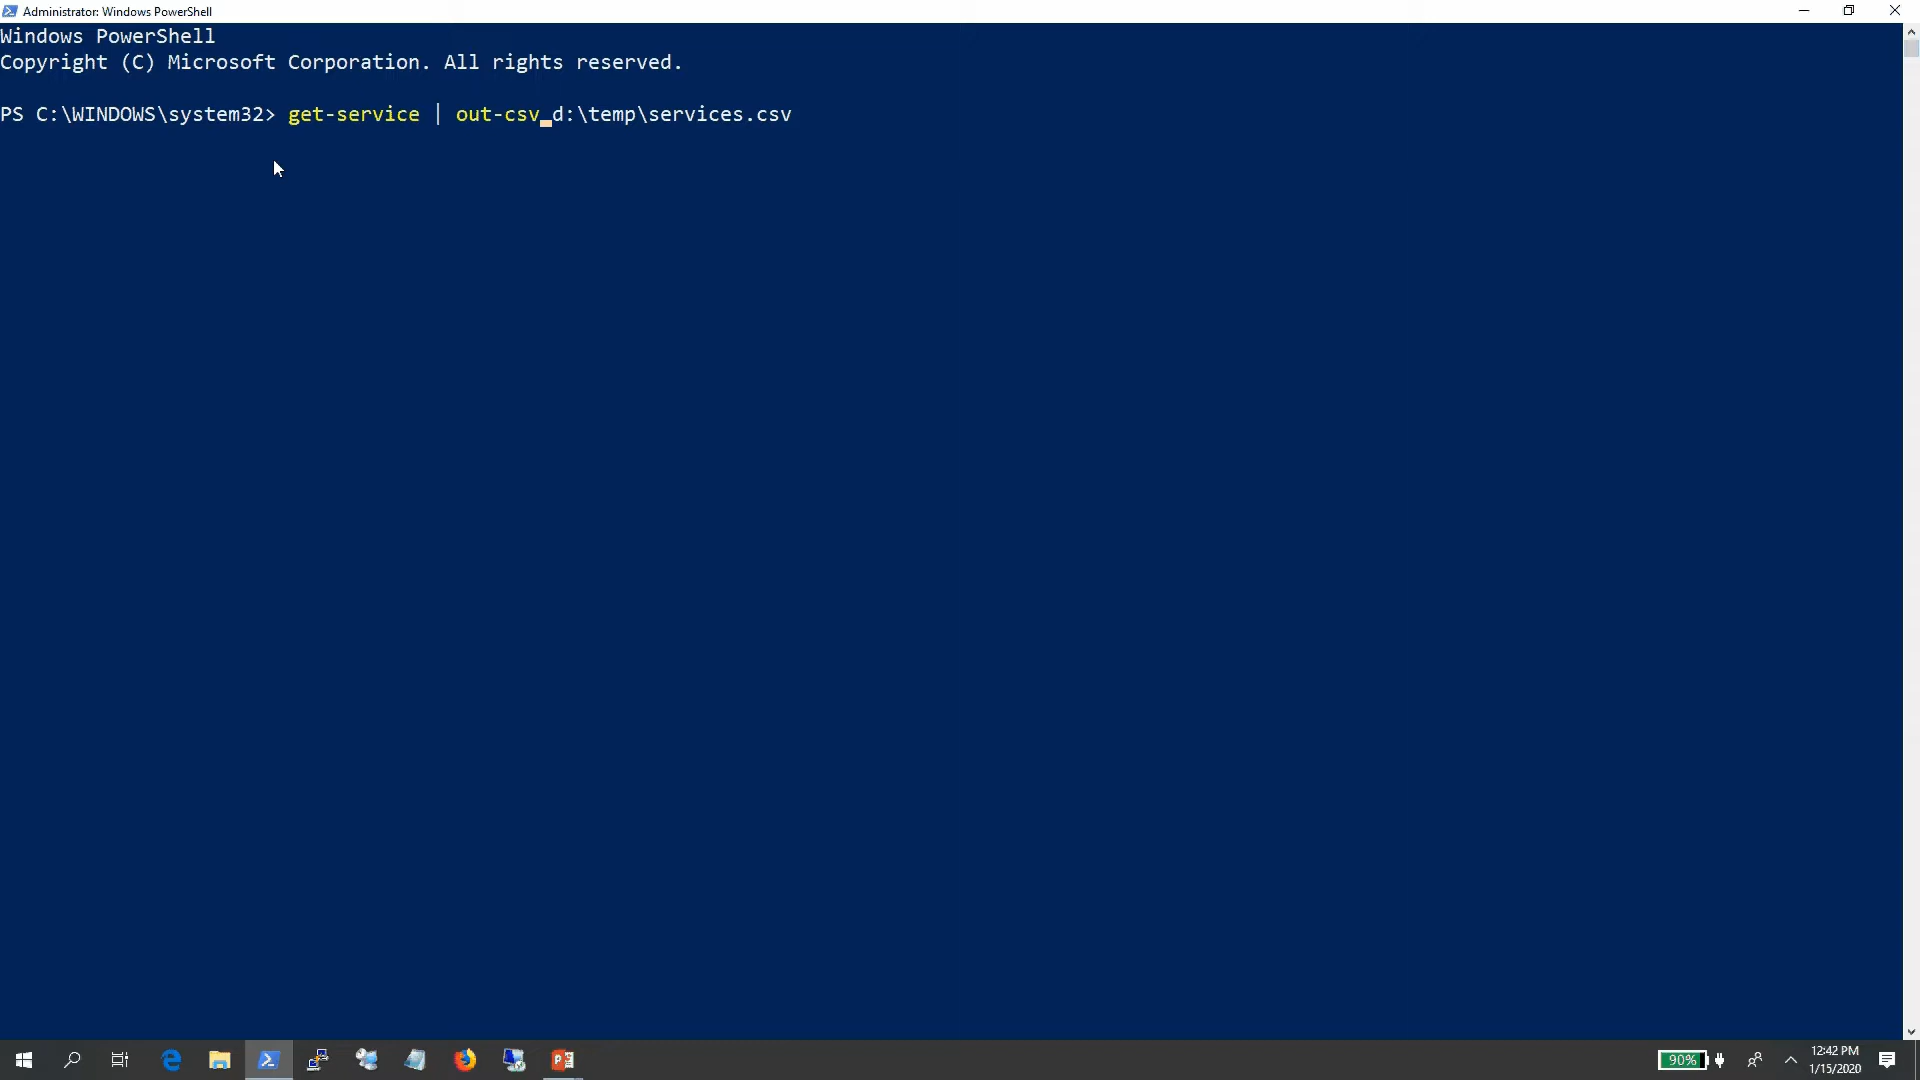 Administrator: Windows PowerShell
Windows PowerShell
Copyright (C) Microsoft Corporation. All rights reserved.
PS C:\WINDOWS\system32> get-service | out-csv d:\temp\services.csv
90%
12:42 PM
1/15/2020